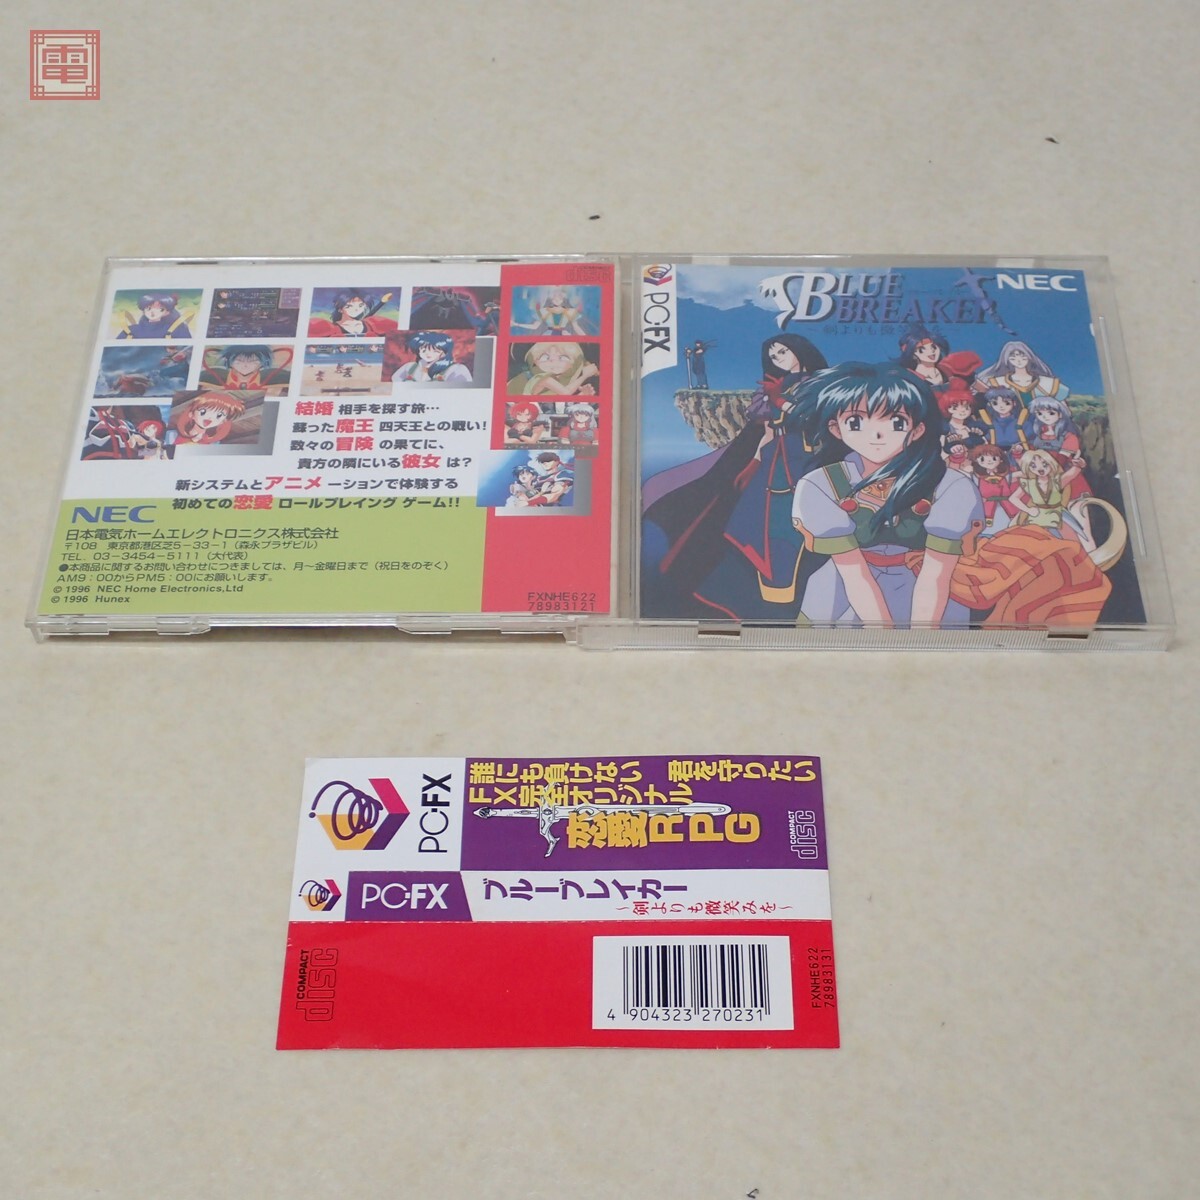 電
結婚 相手を探す旅…
蘇った魔王 四天王との戦い!
数々の冒険 の果てに、
貴方の隣にいる彼女 は?
新システムとアニメ ーションで体験する
初めての恋愛 ロールプレイング ゲーム!!
NEC
日本電気ホームエレクトロニクス株式会社
〒108 東京都港区芝5-33-1(森永プラザビル)
TEL. 03-3454-5111(大代表)
●本商品に関するお問い合わせにつきましては、月〜金曜日まで(祝日をのぞく)
AM9:00からPM5:00にお願いします。
© 1996 NEC Home Electronics,Ltd
© 1996 Hunex
FXNHE622
78983121
disc
PC-FX
BLUE
BREAKER
〜剣よりも微笑みを〜
NEC
PC-FX
誰にも負けない 君を守りたい
FX完全オリジナル
恋愛RPG
COMPACT
disc
PC-FX
ブルーブレイカー
〜剣よりも微笑みを〜
COMPACT
disc
4 904323 270231
FXNHE622
78983131